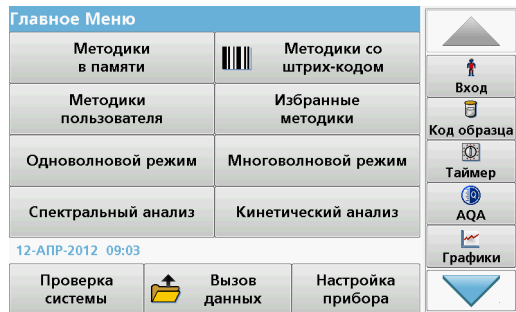 Главное Меню
Методики
в памяти
Методики со
штрих-кодом
Методики
пользователя
Избранные
методики
Одноволновой режим
Многоволновой режим
Спектральный анализ
Кинетический анализ
12-АПР-2012 09:03
Проверка
системы
Вызов
данных
Настройка
прибора
Вход
Код образца
Таймер
AQA
Графики